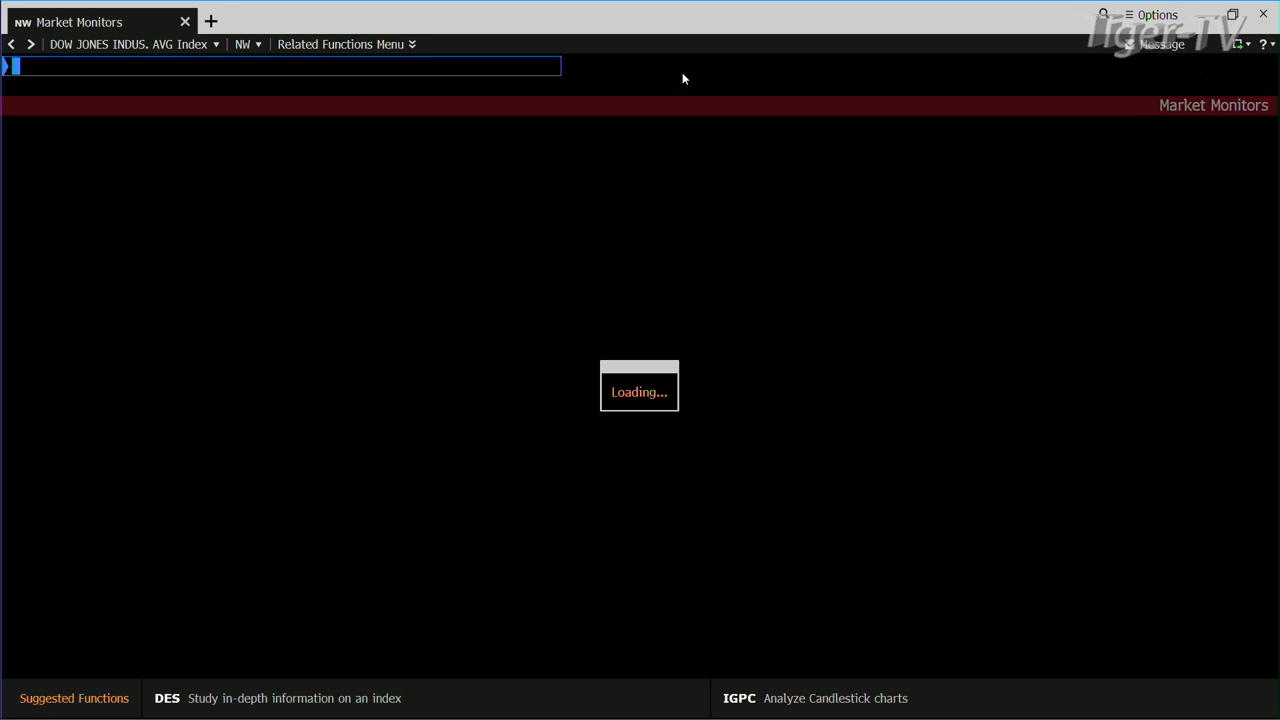 NW Market Monitors
Options
DOW JONES INDUS. AVG Index NW Related Functions Menu Message ?
Tiger-TV
Market Monitors
Loading...
Suggested Functions DES Study in-depth information on an index IGPC Analyze Candlestick charts